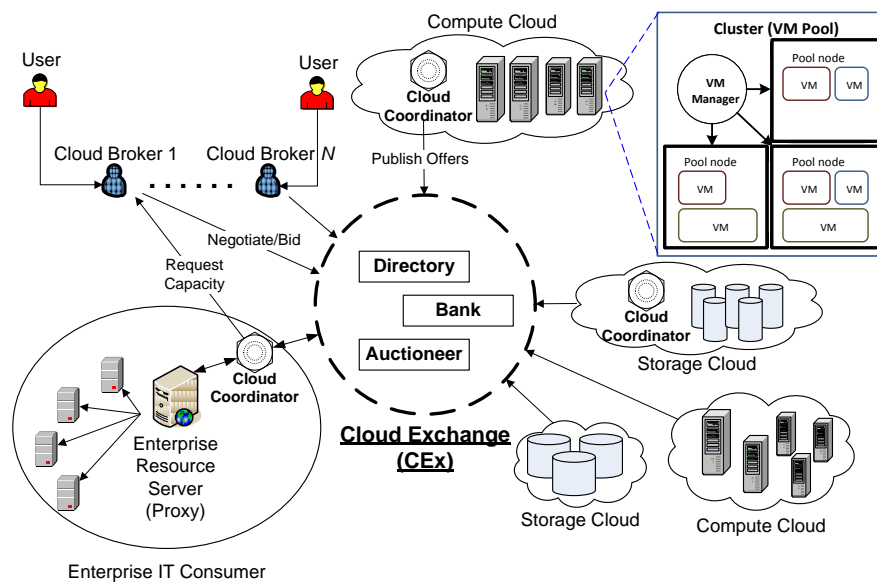 Compute Cloud
User
User
Cloud
Coordinator
Cluster (VM Pool)
VM
Manager
Pool node
VM
VM
Pool node
VM
VM
Pool node
VM
VM
VM
Cloud Broker 1
Cloud Broker N
Publish Offers
Negotiate/Bid
Request
Capacity
Directory
Bank
Auctioneer
Cloud Exchange
(CEx)
Cloud
Coordinator
Storage Cloud
Cloud
Coordinator
Enterprise
Resource
Server
(Proxy)
Enterprise IT Consumer
Storage Cloud
Compute Cloud